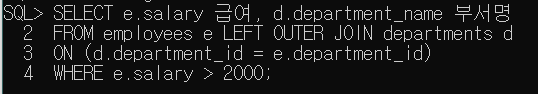 SQL> SELECT e.salary 급여, d.department_name 부서명
2 FROM employees e LEFT OUTER JOIN departments d
3 ON (d.department_id = e.department_id)
4 WHERE e.salary > 2000;